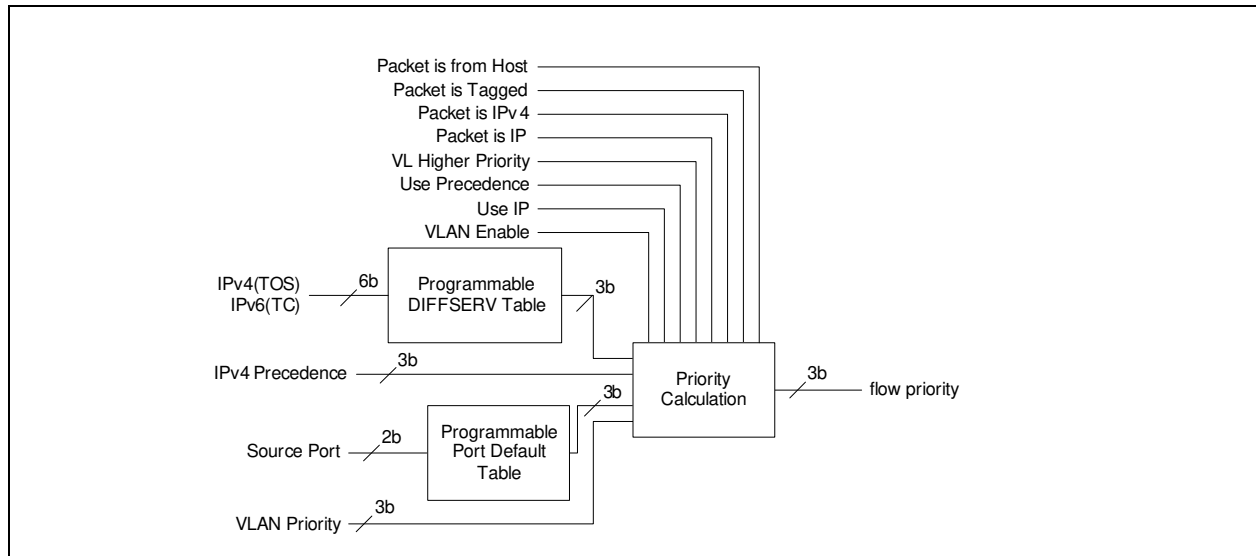 Packet is from Host
Packet is Tagged
Packet is IPv4
Packet is IP
VL Higher Priority
Use Precedence
Use IP
VLAN Enable
IPv4(TOS)
IPv6(TC)
6b
Programmable
DIFFSERV Table
3b
IPv4 Precedence
3b
Priority
Calculation
3b
flow priority
3b
Source Port
2b
Programmable
Port Default
Table
VLAN Priority
3b